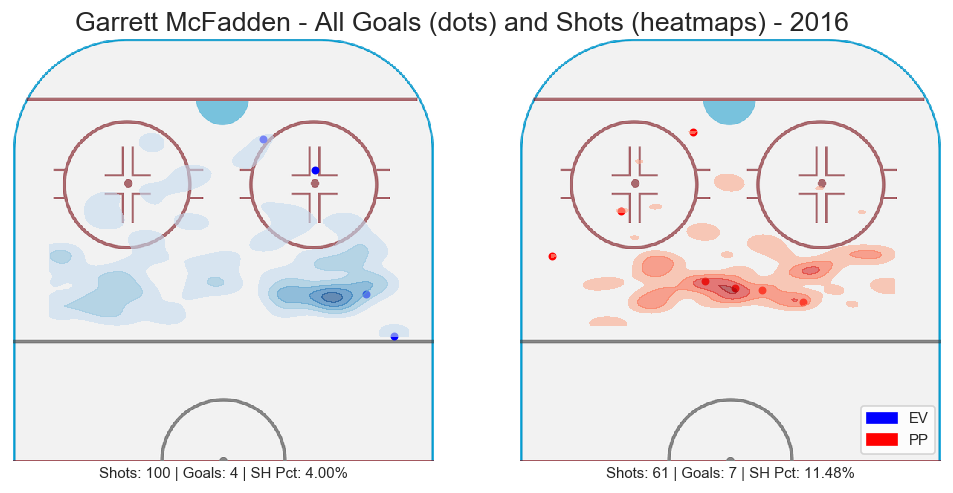 Garrett McFadden - All Goals (dots) and Shots (heatmaps) - 2016
EV
PP
Shots: 100 | Goals: 4 | SH Pct: 4.00%
Shots: 61 | Goals: 7 | SH Pct: 11.48%